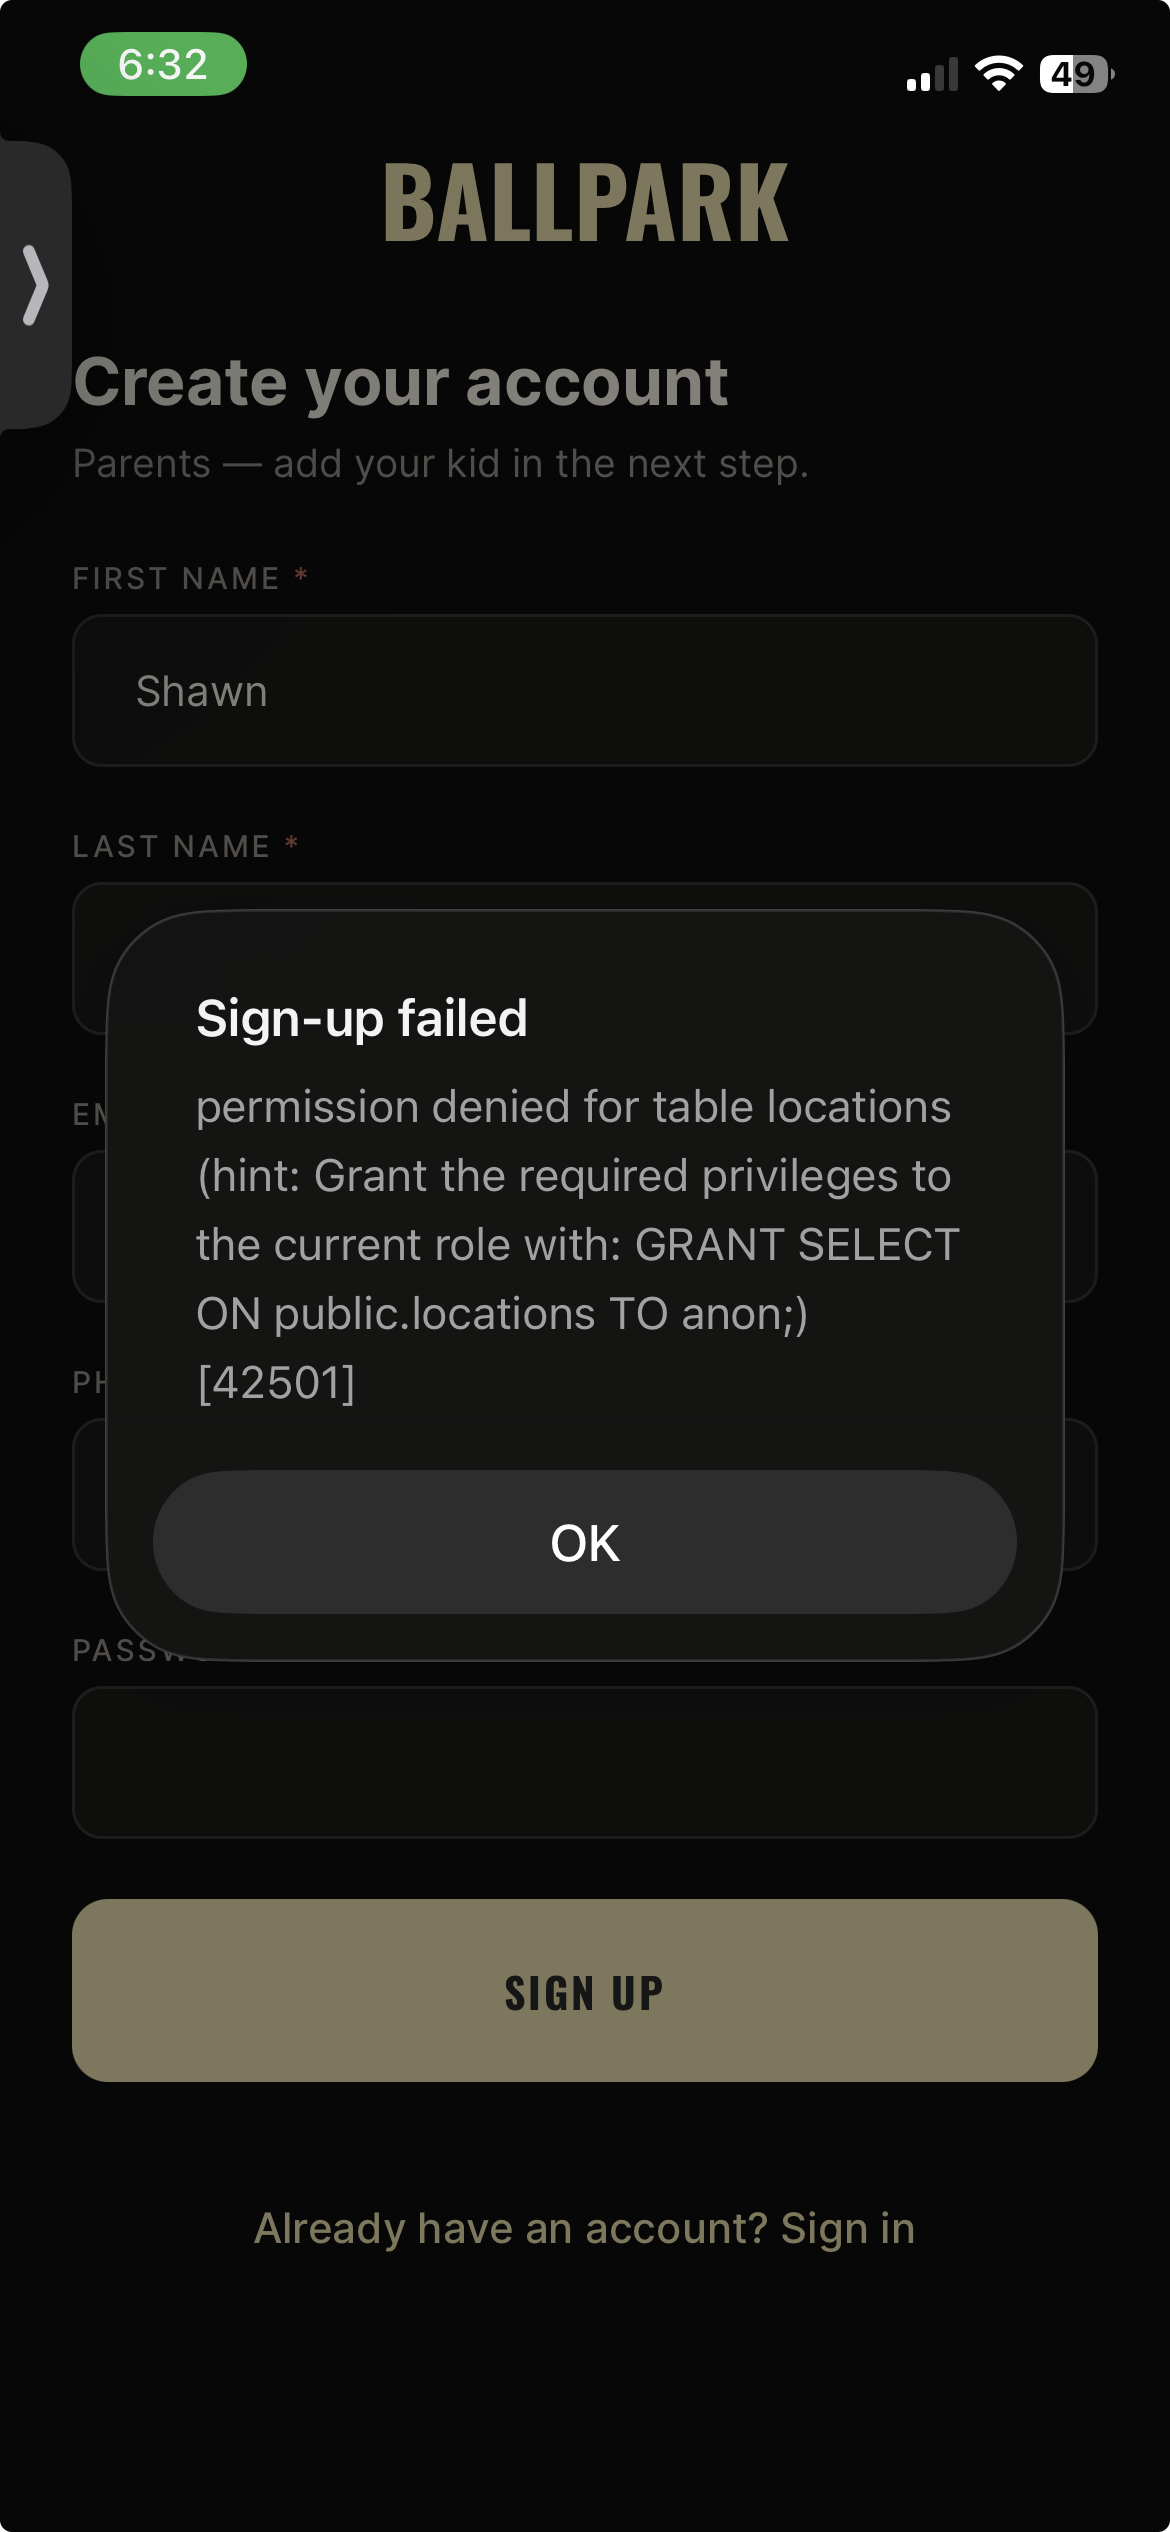 6:32
49
BALLPARK
Create your account
Parents — add your kid in the next step.
FIRST NAME *
Shawn
LAST NAME *
Sign-up failed
permission denied for table locations
(hint: Grant the required privileges to
the current role with: GRANT SELECT
ON public.locations TO anon;)
[42501]
OK
SIGN UP
Already have an account? Sign in